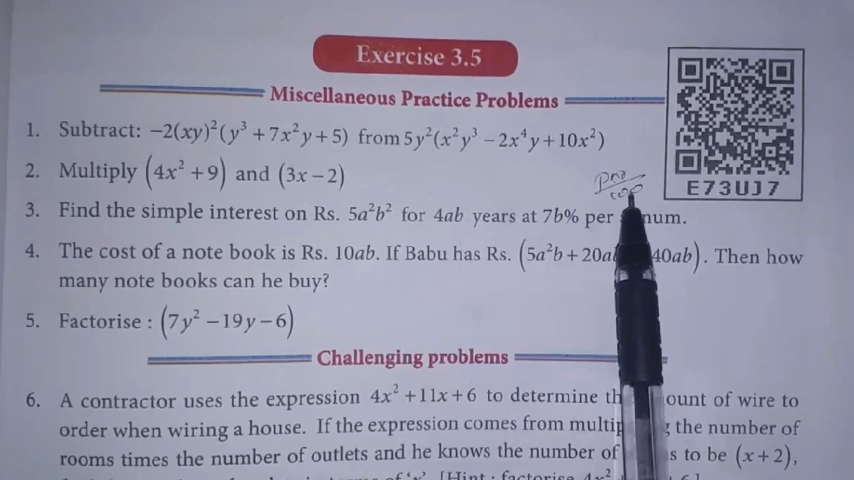 Exercise 3.5
Miscellaneous Practice Problems
E73UJ7
1. Subtract: −2(xy)²(y³ + 7x²y + 5) from 5y²(x²y³ − 2x⁴y + 10x²)
2. Multiply (4x² + 9) and (3x − 2)
3. Find the simple interest on Rs. 5a²b² for 4ab years at 7b% per num.
4. The cost of a note book is Rs. 10ab. If Babu has Rs. (5a²b + 20a 40ab). Then how
many note books can he buy?
5. Factorise : (7y² − 19y − 6)
Challenging problems
6. A contractor uses the expression 4x² + 11x + 6 to determine th ount of wire to
order when wiring a house. If the expression comes from multip g the number of
rooms times the number of outlets and he knows the number of s to be (x + 2),